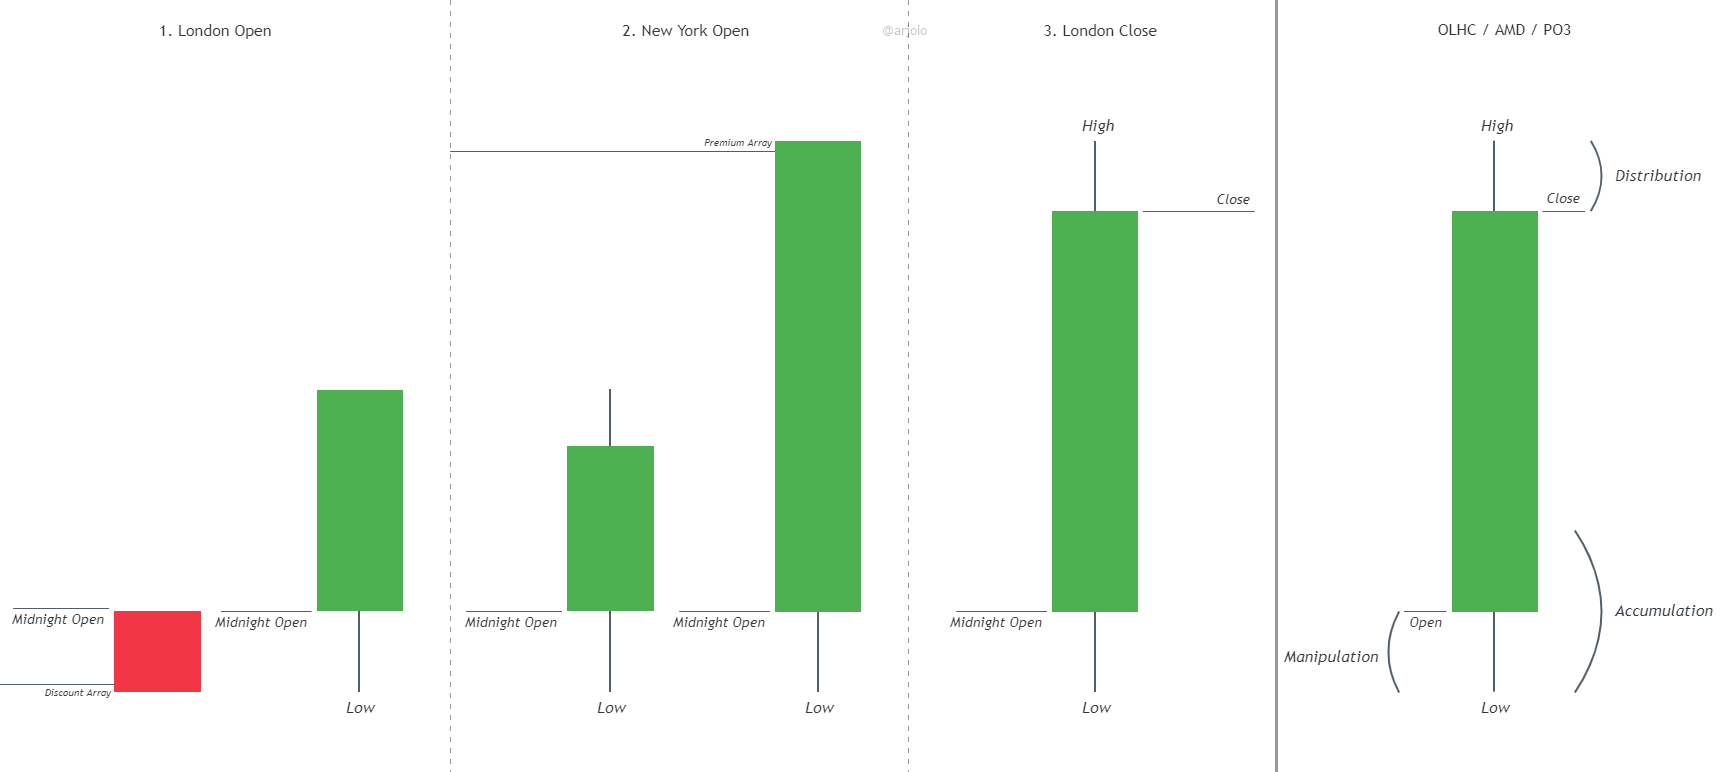 1. London Open
2. New York Open
3. London Close
OLHC / AMD / PO3
Midnight Open
Discount Array
Midnight Open
Low
Midnight Open
Low
Premium Array
Midnight Open
Low
High
Close
Midnight Open
Low
High
Distribution
Close
Accumulation
Open
Manipulation
Low